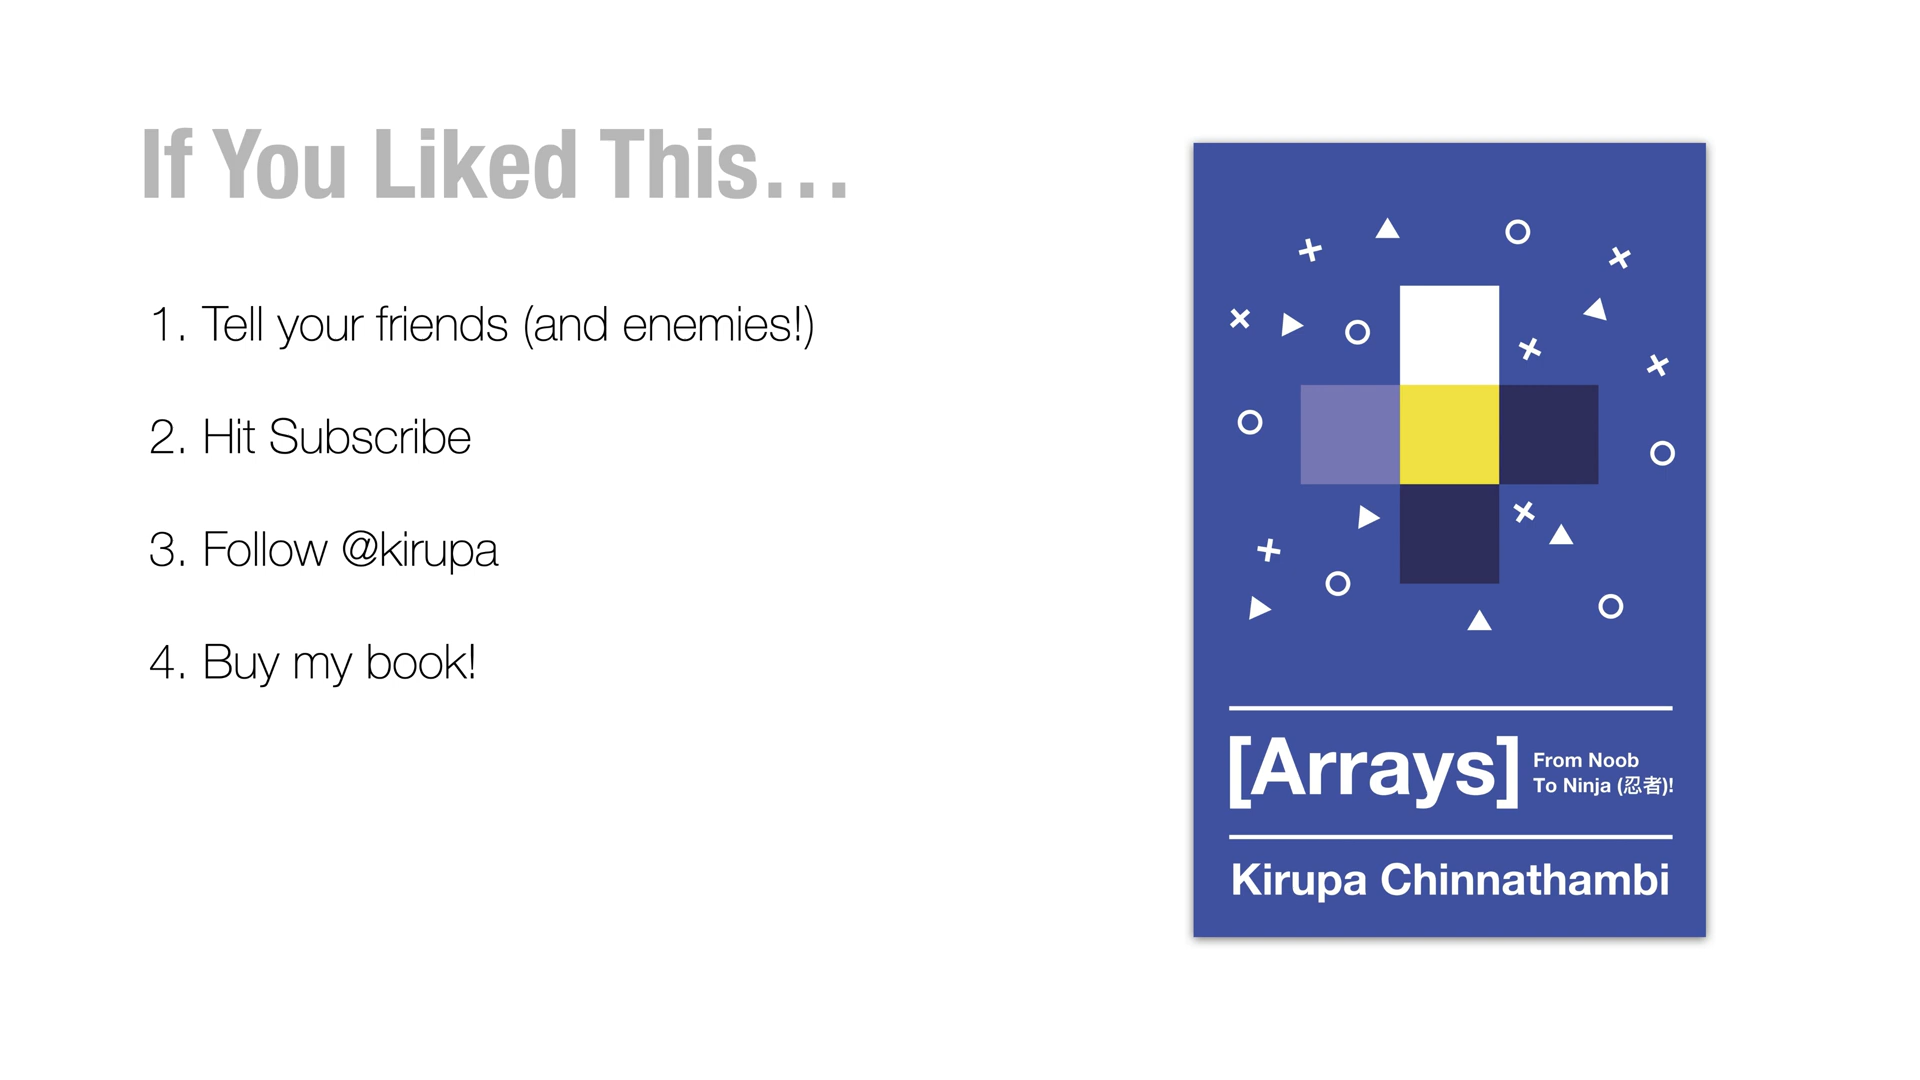 If You Liked This...
1. Tell your friends (and enemies!)
2. Hit Subscribe
3. Follow @kirupa
4. Buy my book!
[Arrays]
From Noob
To Ninja (忍者)!
Kirupa Chinnathambi